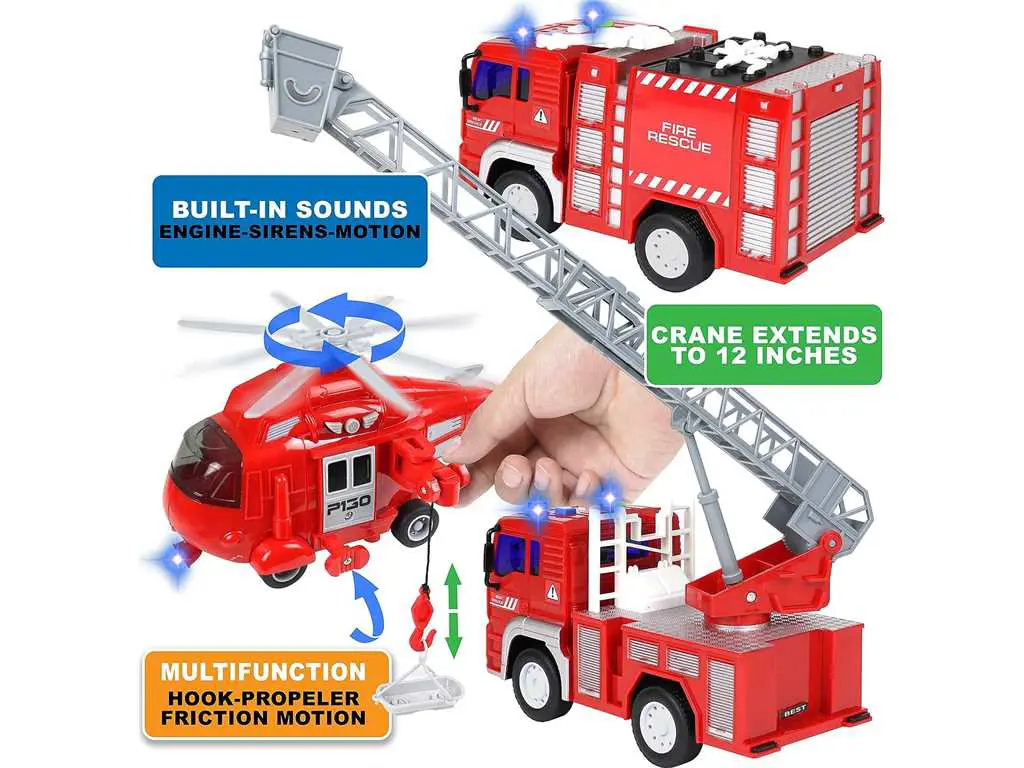 FIRE
RESCUE
BUILT-IN SOUNDS
ENGINE-SIRENS-MOTION
CRANE EXTENDS
TO 12 INCHES
P130
MULTIFUNCTION
HOOK-PROPELER
FRICTION MOTION
BEST